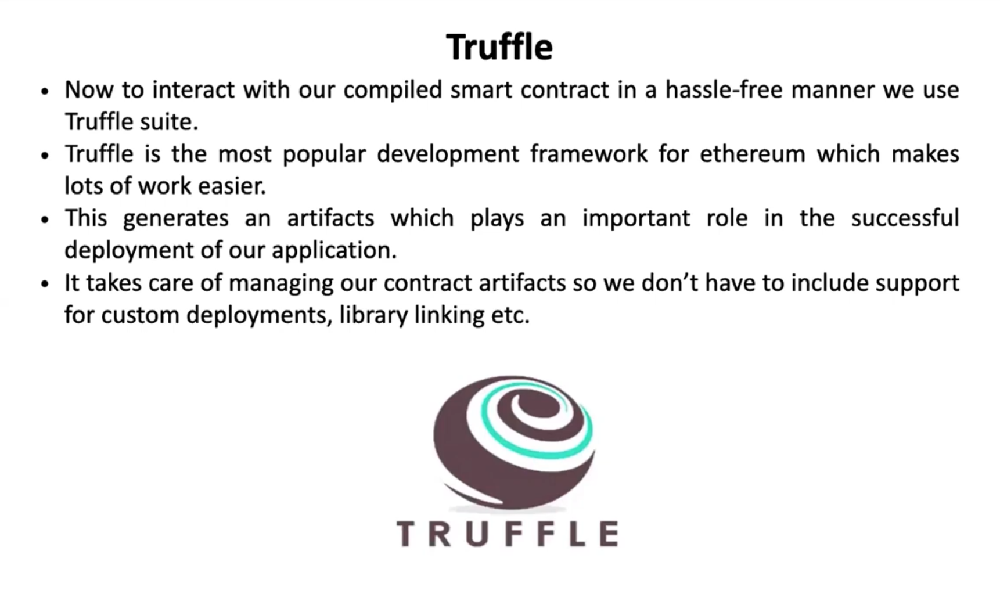 Truffle
• Now to interact with our compiled smart contract in a hassle-free manner we use
Truffle suite.
• Truffle is the most popular development framework for ethereum which makes
lots of work easier.
• This generates an artifacts which plays an important role in the successful
deployment of our application.
• It takes care of managing our contract artifacts so we don’t have to include support
for custom deployments, library linking etc.
TRUFFLE